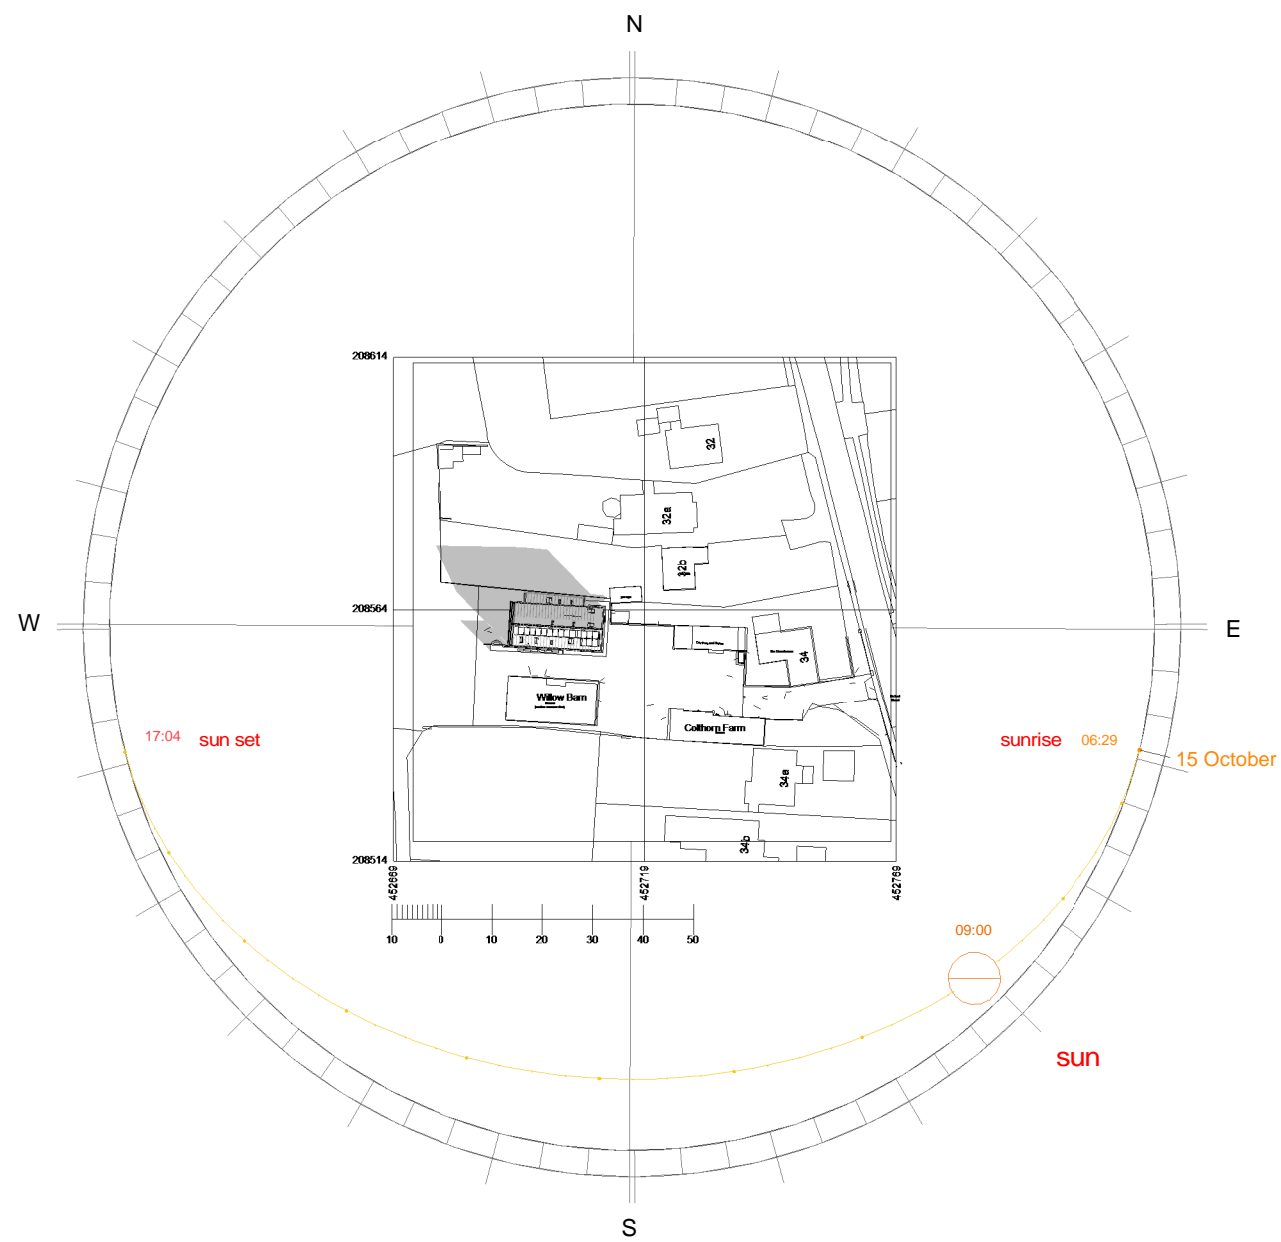 N
208614
32
32a
32b
208564
W
E
34
Willow Barn
Colthorn Farm
17:04 sun set
sunrise 06:29
15 October
34a
34b
208514
452669
452719
452769
10 0 10 20 30 40 50
09:00
sun
S